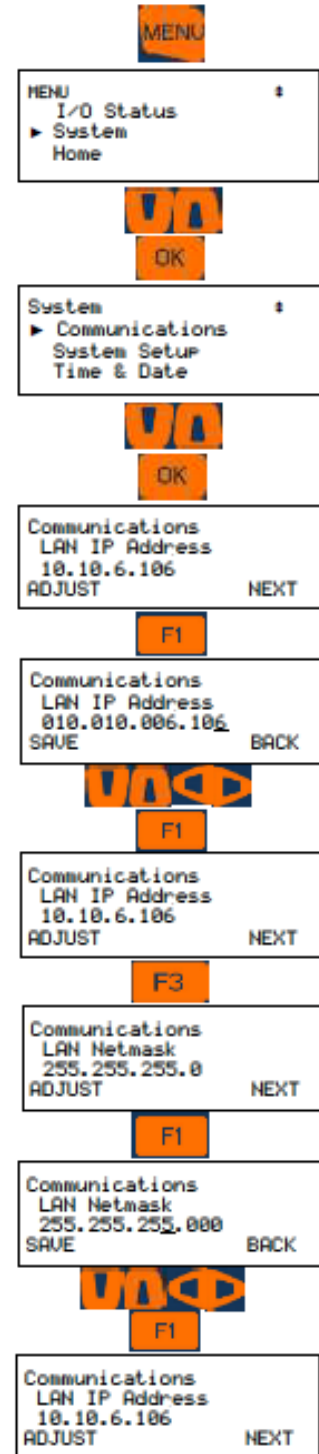 MENU
MENU
I/O Status
System
Home
OK
System
Communications
System Setup
Time & Date
OK
Communications
LAN IP Address
10.10.6.106
ADJUST NEXT
F1
Communications
LAN IP Address
010.010.006.106
SAVE BACK
F1
Communications
LAN IP Address
10.10.6.106
ADJUST NEXT
F3
Communications
LAN Netmask
255.255.255.0
ADJUST NEXT
F1
Communications
LAN Netmask
255.255.255.000
SAVE BACK
F1
Communications
LAN IP Address
10.10.6.106
ADJUST NEXT